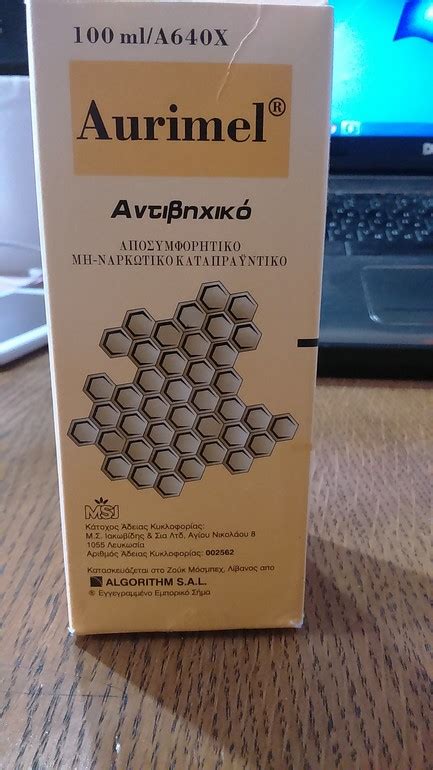 100 ml/A640X
Aurimel®
Αντιβηχικό
ΑΠΟΣΥΜΦΟΡΗΤΙΚΟ
ΜΗ-ΝΑΡΚΩΤΙΚΟ ΚΑΤΑΠΡΑΫΝΤΙΚΟ
MSJ
Κάτοχος Άδειας Κυκλοφορίας:
Μ.Σ. Ιακωβίδης & Σια Λτδ. Αγίου Νικολάου 8
1055 Λευκωσία
Αριθμός Άδειας Κυκλοφορίας: 002562
Κατασκευάζεται στο Ζούκ Μόσμπεχ, Λίβανος από
ALGORITHM S.A.L.
® Εγγεγραμμένο Εμπορικό Σήμα